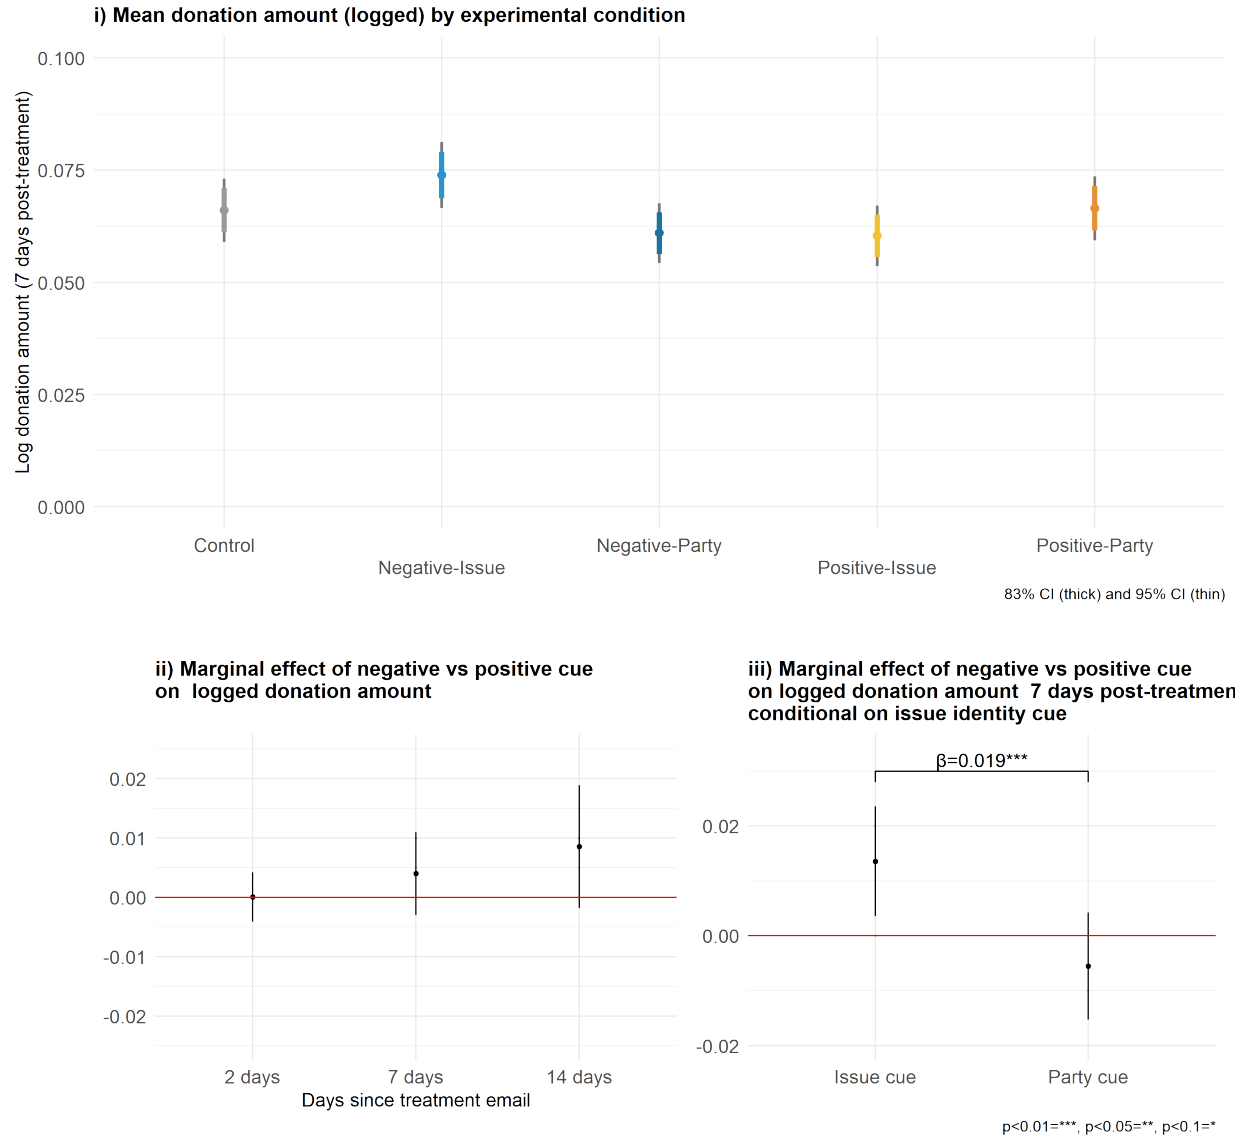 i) Mean donation amount (logged) by experimental condition
Log donation amount (7 days post-treatment)
0.100
0.075
0.050
0.025
0.000
Control
Negative-Issue
Negative-Party
Positive-Issue
Positive-Party
83% CI (thick) and 95% CI (thin)
ii) Marginal effect of negative vs positive cue
on logged donation amount
0.02
0.01
0.00
-0.01
-0.02
2 days
7 days
14 days
Days since treatment email
iii) Marginal effect of negative vs positive cue
on logged donation amount 7 days post-treatmen
conditional on issue identity cue
β=0.019***
0.02
0.00
-0.02
Issue cue
Party cue
p<0.01=***, p<0.05=**, p<0.1=*